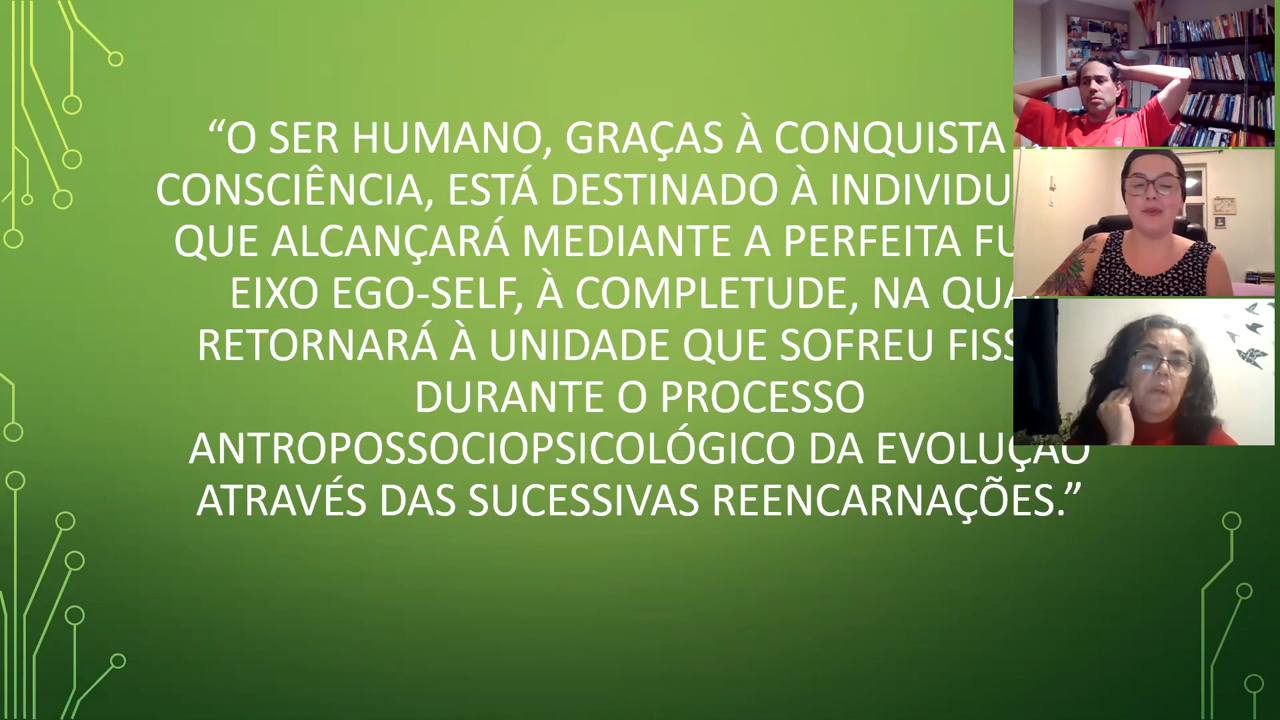 “O SER HUMANO, GRAÇAS À CONQUISTA
CONSCIÊNCIA, ESTÁ DESTINADO À
QUE ALCANÇARÁ MEDIANTE A PERFEITA
EIXO EGO-SELF, À COMPLETUDE, NA QUAL
RETORNARÁ À UNIDADE QUE SOFREU
DURANTE O PROCESSO
ANTROPOSSOCIOPSICOLÓGICO DA EVOLUÇÃO
ATRAVÉS DAS SUCESSIVAS REENCARNAÇÕES.”